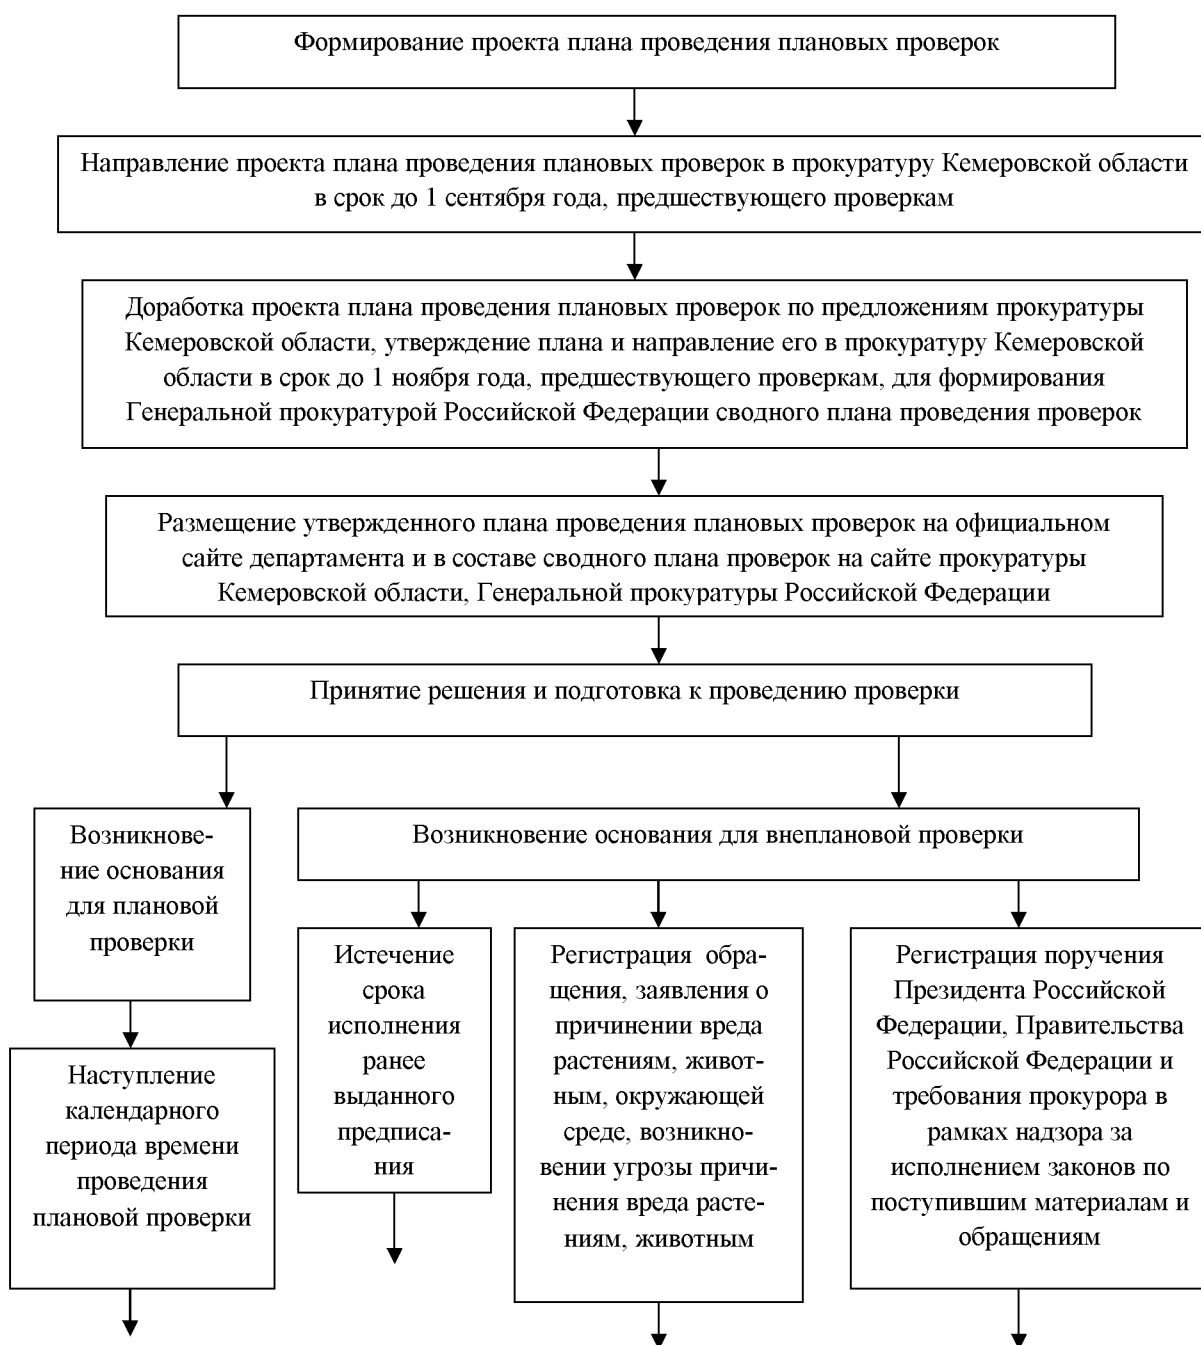 Формирование проекта плана проведения плановых проверок
Направление проекта плана проведения плановых проверок в прокуратуру Кемеровской области
в срок до 1 сентября года, предшествующего проверкам
Доработка проекта плана проведения плановых проверок по предложениям прокуратуры
Кемеровской области, утверждение плана и направление его в прокуратуру Кемеровской
области в срок до 1 ноября года, предшествующего проверкам, для формирования
Генеральной прокуратурой Российской Федерации сводного плана проведения проверок
Размещение утвержденного плана проведения плановых проверок на официальном
сайте департамента и в составе сводного плана проверок на сайте прокуратуры
Кемеровской области, Генеральной прокуратуры Российской Федерации
Принятие решения и подготовка к проведению проверки
Возникнове-
ние основания
для плановой
проверки
Возникновение основания для внеплановой проверки
Наступление
календарного
периода времени
проведения
плановой проверки
Истечение
срока
исполнения
ранее
выданного
предписа-
ния
Регистрация обра-
щения, заявления о
причинении вреда
растениям, живот-
ным, окружающей
среде, возникно-
вении угрозы причи-
нения вреда расте-
ниям, животным
Регистрация поручения
Президента Российской
Федерации, Правительства
Российской Федерации и
требования прокурора в
рамках надзора за
исполнением законов по
поступившим материалам и
обращениям